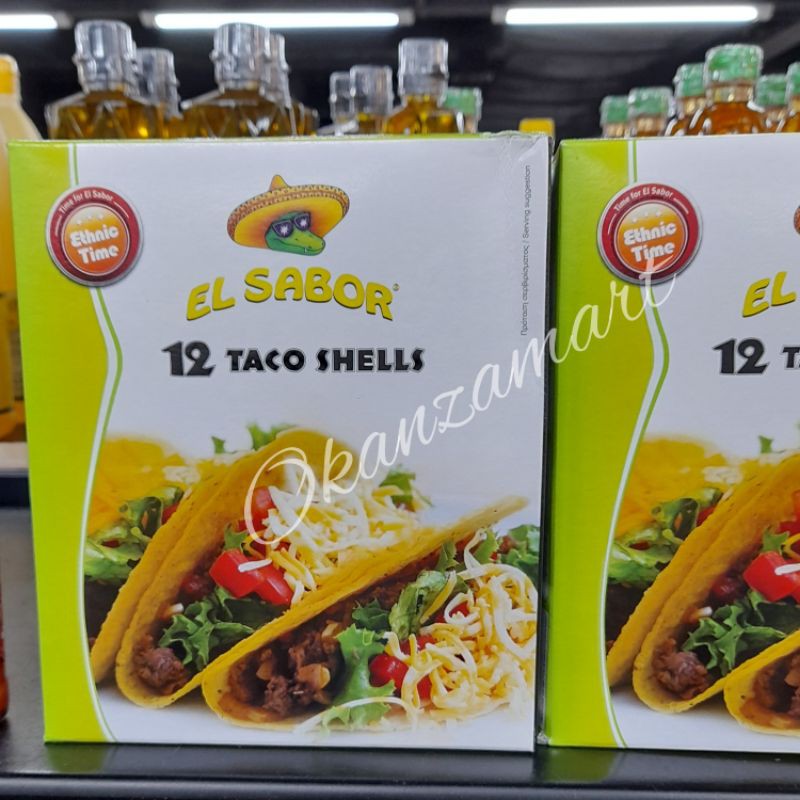 Time for El Sabor
Ethnic
Time
EL SABOR
12 TACO SHELLS
Πρόταση σερβιρίσματος / Serving suggestion
Okanzamart
Time for El Sabor
Ethnic
Time
EL
12 T